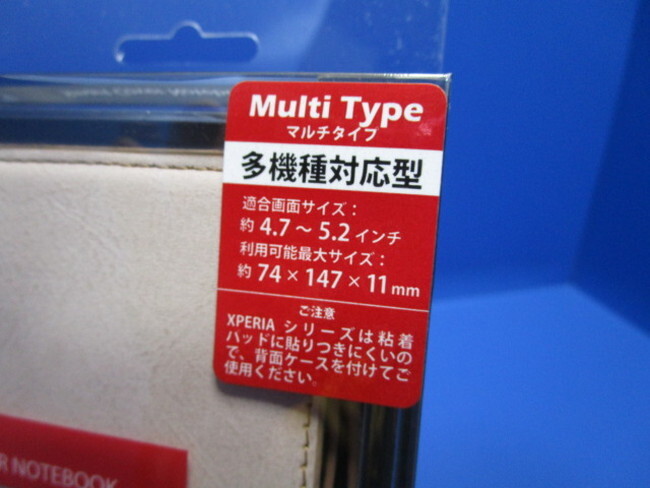 Multi Type
マルチタイプ
多機種対応型
適合画面サイズ：
約 4.7～5.2 インチ
利用可能最大サイズ：
約 74×147×11mm
ご注意
XPERIA シリーズは粘着
パッドに貼りつきにくいの
で、背面ケースを付けてご
使用ください。
R NOTEBOOK